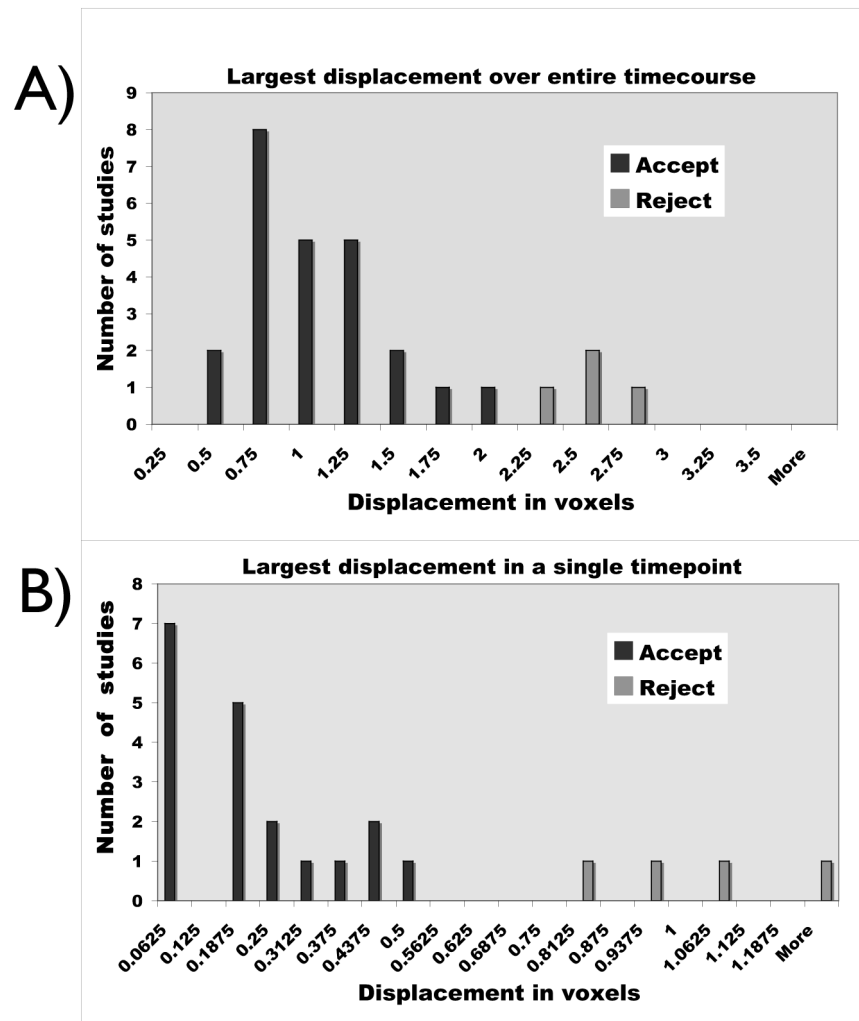 A)
Largest displacement over entire timecourse
Number of studies
9
8
7
6
5
4
3
2
1
0
Accept
Reject
0.25 0.5 0.75 1 1.25 1.5 1.75 2 2.25 2.5 2.75 3 3.25 3.5 More
Displacement in voxels
B)
Largest displacement in a single timepoint
Number of studies
8
7
6
5
4
3
2
1
0
Accept
Reject
0.0625 0.125 0.1875 0.25 0.3125 0.375 0.4375 0.5 0.5625 0.625 0.6875 0.75 0.8125 0.875 0.9375 1 1.0625 1.125 1.1875 More
Displacement in voxels